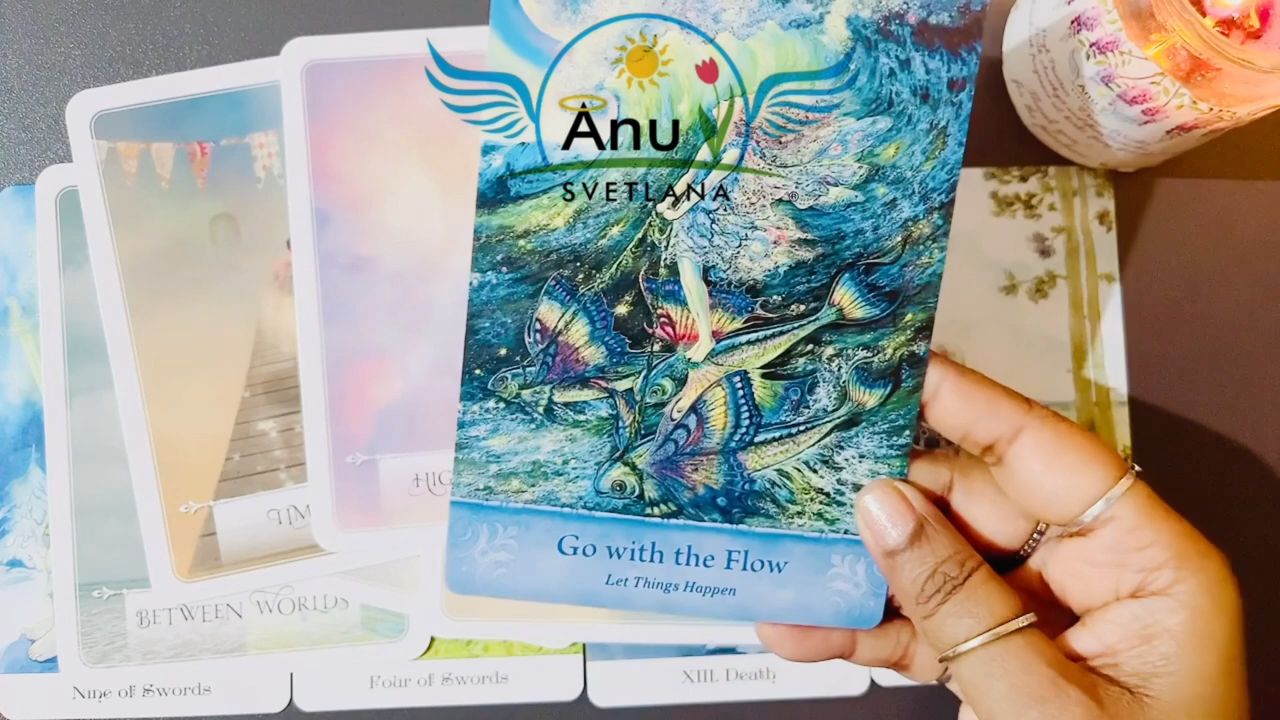 Anu
SVETLANA
®
Go with the Flow
Let Things Happen
BETWEEN WORLDS
Nine of Swords
Four of Swords
XIII. Death